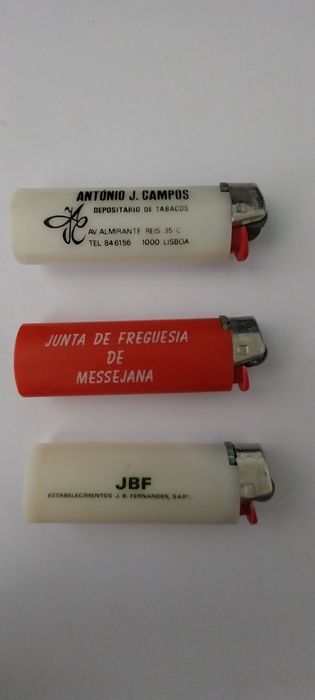 ANTÓNIO J. CAMPOS
DEPOSITÁRIO DE TABACOS
AV ALMIRANTE REIS 35 C
TEL 846156 1000 LISBOA
JUNTA DE FREGUESIA
DE
MESSEJANA
JBF
ESTABELECIMENTOS J. B. FERNANDES, SARL